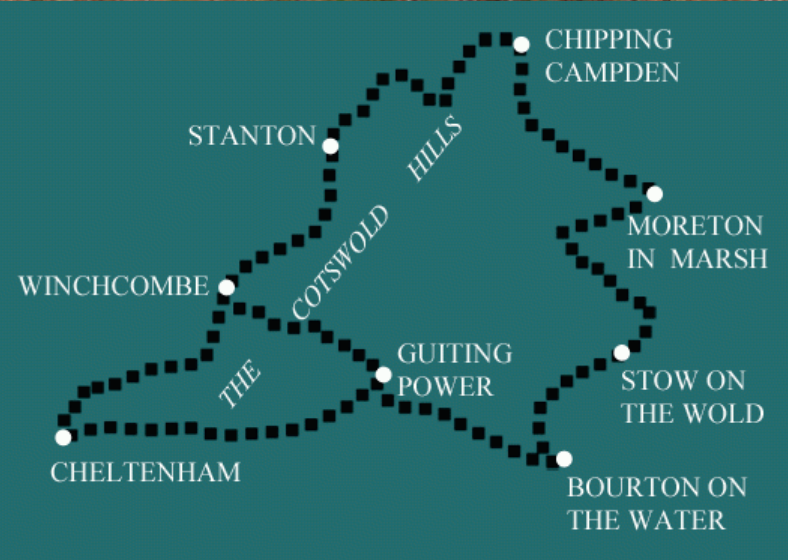 CHIPPING
CAMPDEN
STANTON
HILLS
COTSWOLD
THE
MORETON
IN MARSH
WINCHCOMBE
GUITING
POWER
STOW ON
THE WOLD
CHELTENHAM
BOURTON ON
THE WATER